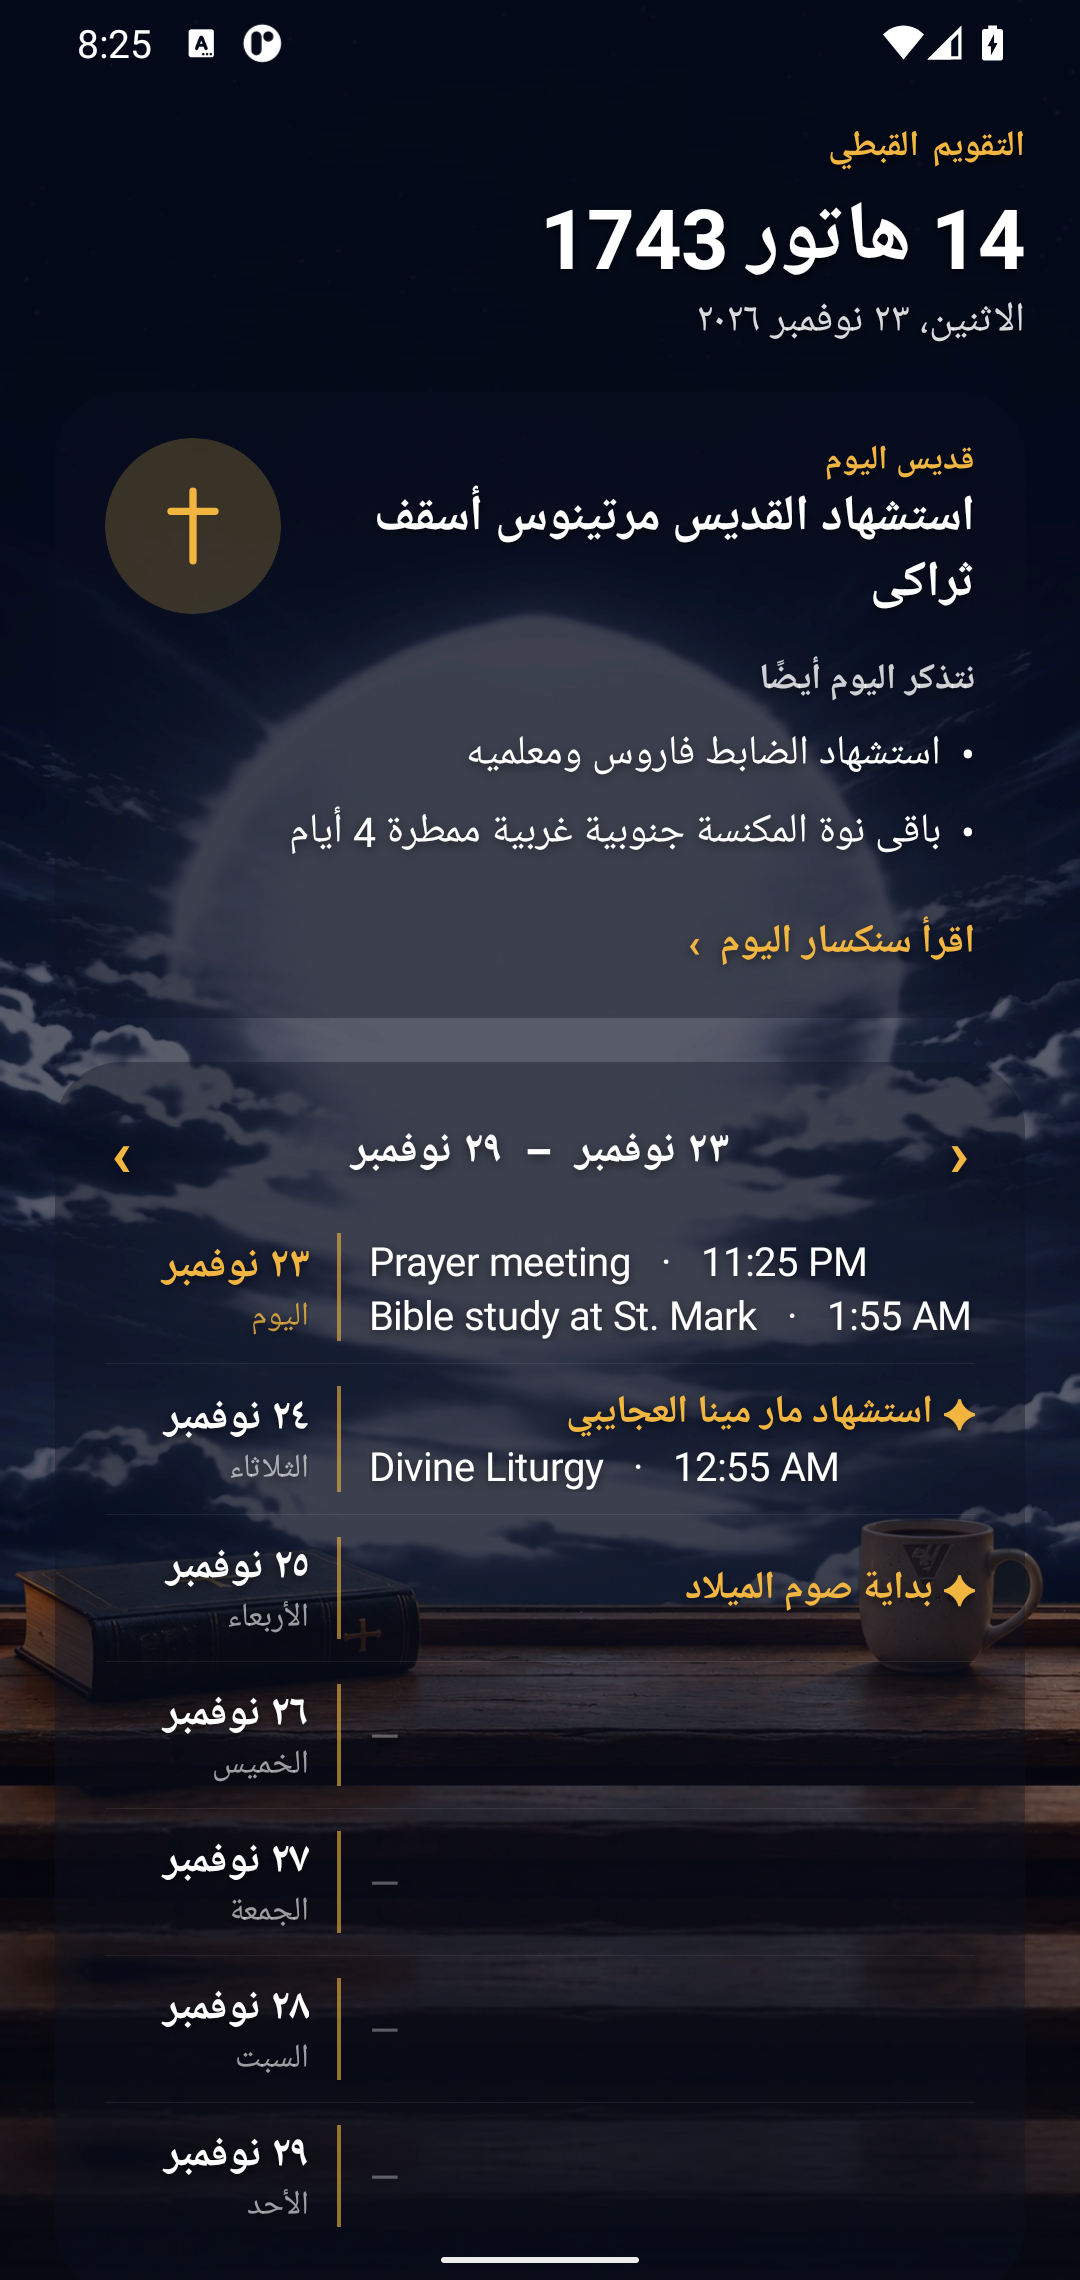 8:25
التقويم القبطي
14 هاتور 1743
الاثنين، ٢٣ نوفمبر ٢٠٢٦
قديس اليوم
استشهاد القديس مرتينوس أسقف
ثراكى
نتذكر اليوم أيضًا
• استشهاد الضابط فاروس ومعلميه
• باقى نوة المكنسة جنوبية غربية ممطرة 4 أيام
اقرأ سنكسار اليوم ›
٢٣ نوفمبر – ٢٩ نوفمبر
٢٣ نوفمبر
اليوم
Prayer meeting · 11:25 PM
Bible study at St. Mark · 1:55 AM
٢٤ نوفمبر
الثلاثاء
استشهاد مار مينا العجايبي
Divine Liturgy · 12:55 AM
٢٥ نوفمبر
الأربعاء
بداية صوم الميلاد
٢٦ نوفمبر
الخميس
—
٢٧ نوفمبر
الجمعة
—
٢٨ نوفمبر
السبت
—
٢٩ نوفمبر
الأحد
—